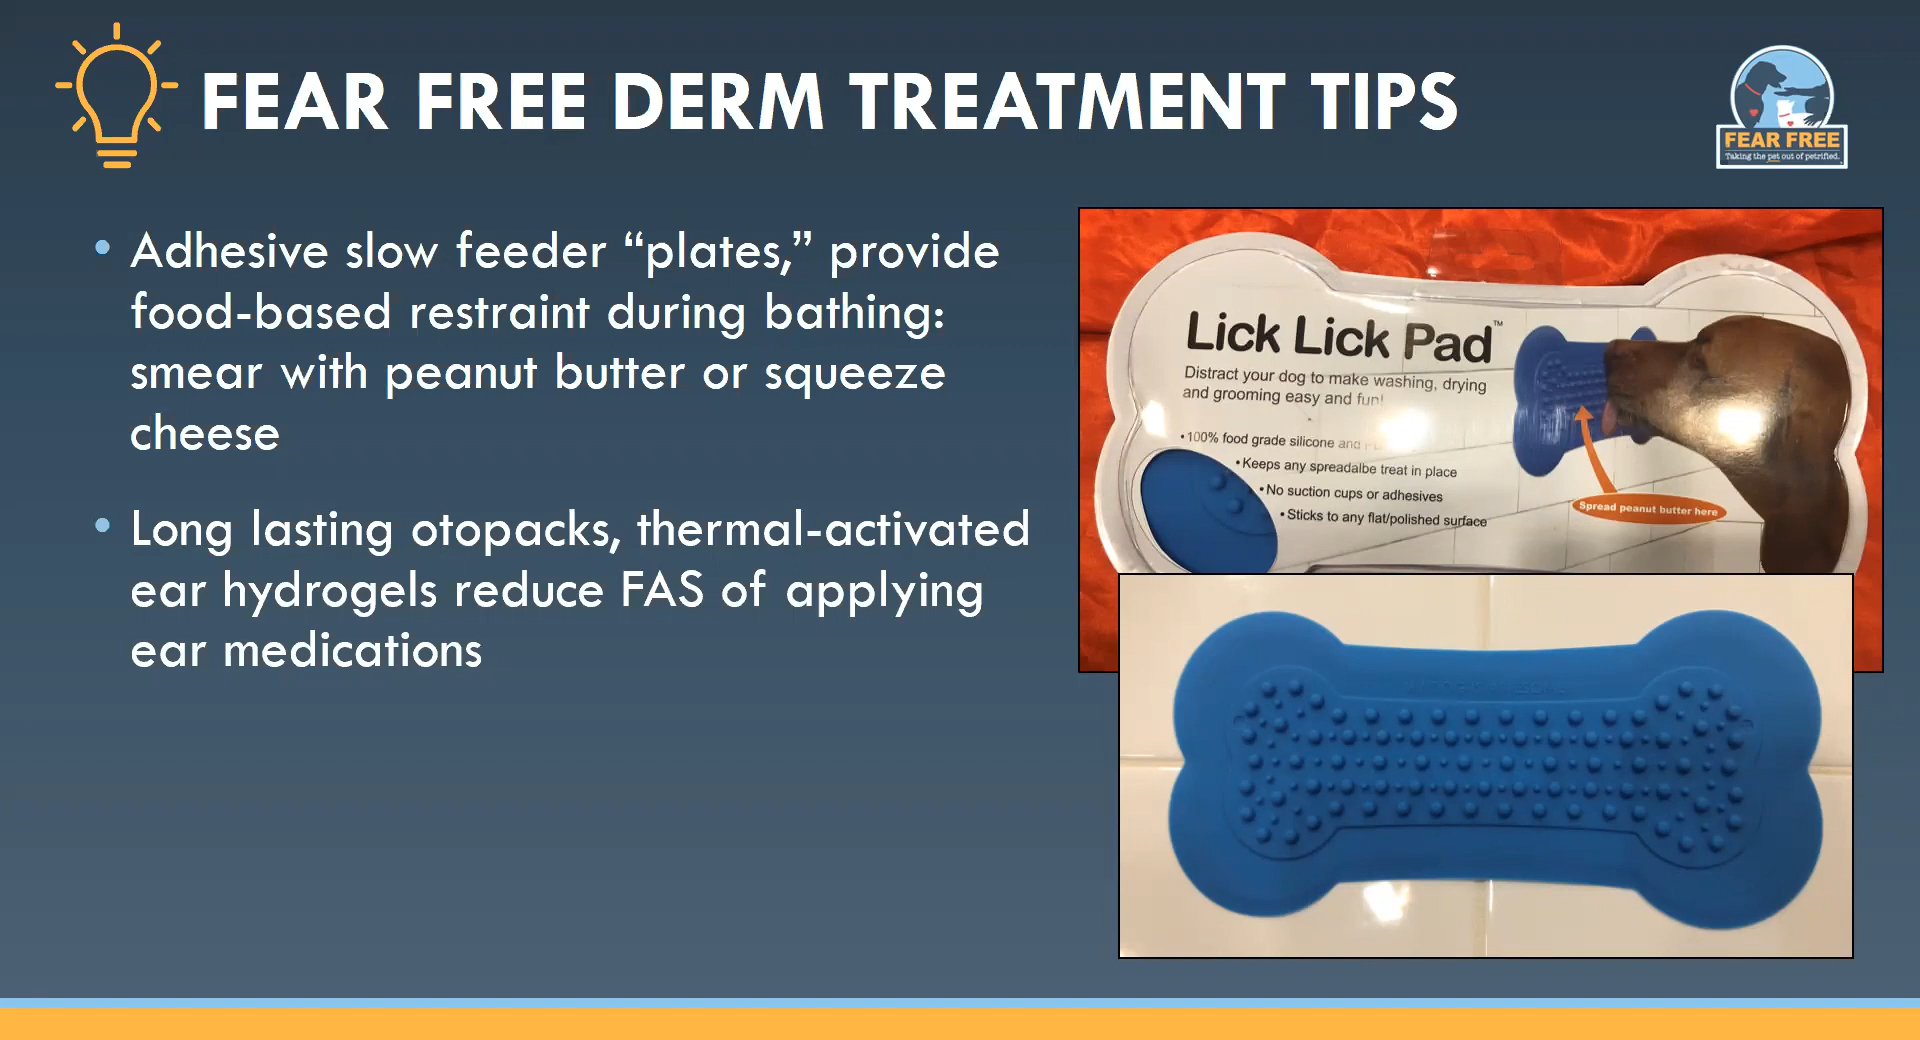 FEAR FREE DERM TREATMENT TIPS
FEAR FREE
Taking the pet out of petrified.
• Adhesive slow feeder “plates,” provide
food-based restraint during bathing:
smear with peanut butter or squeeze
cheese
• Long lasting otopacks, thermal-activated
ear hydrogels reduce FAS of applying
ear medications
Lick Lick Pad™
Distract your dog to make washing, drying
and grooming easy and fun!
• 100% food grade silicone and
• Keeps any spreadalbe treat in place
• No suction cups or adhesives
• Sticks to any flat/polished surface
Spread peanut butter here